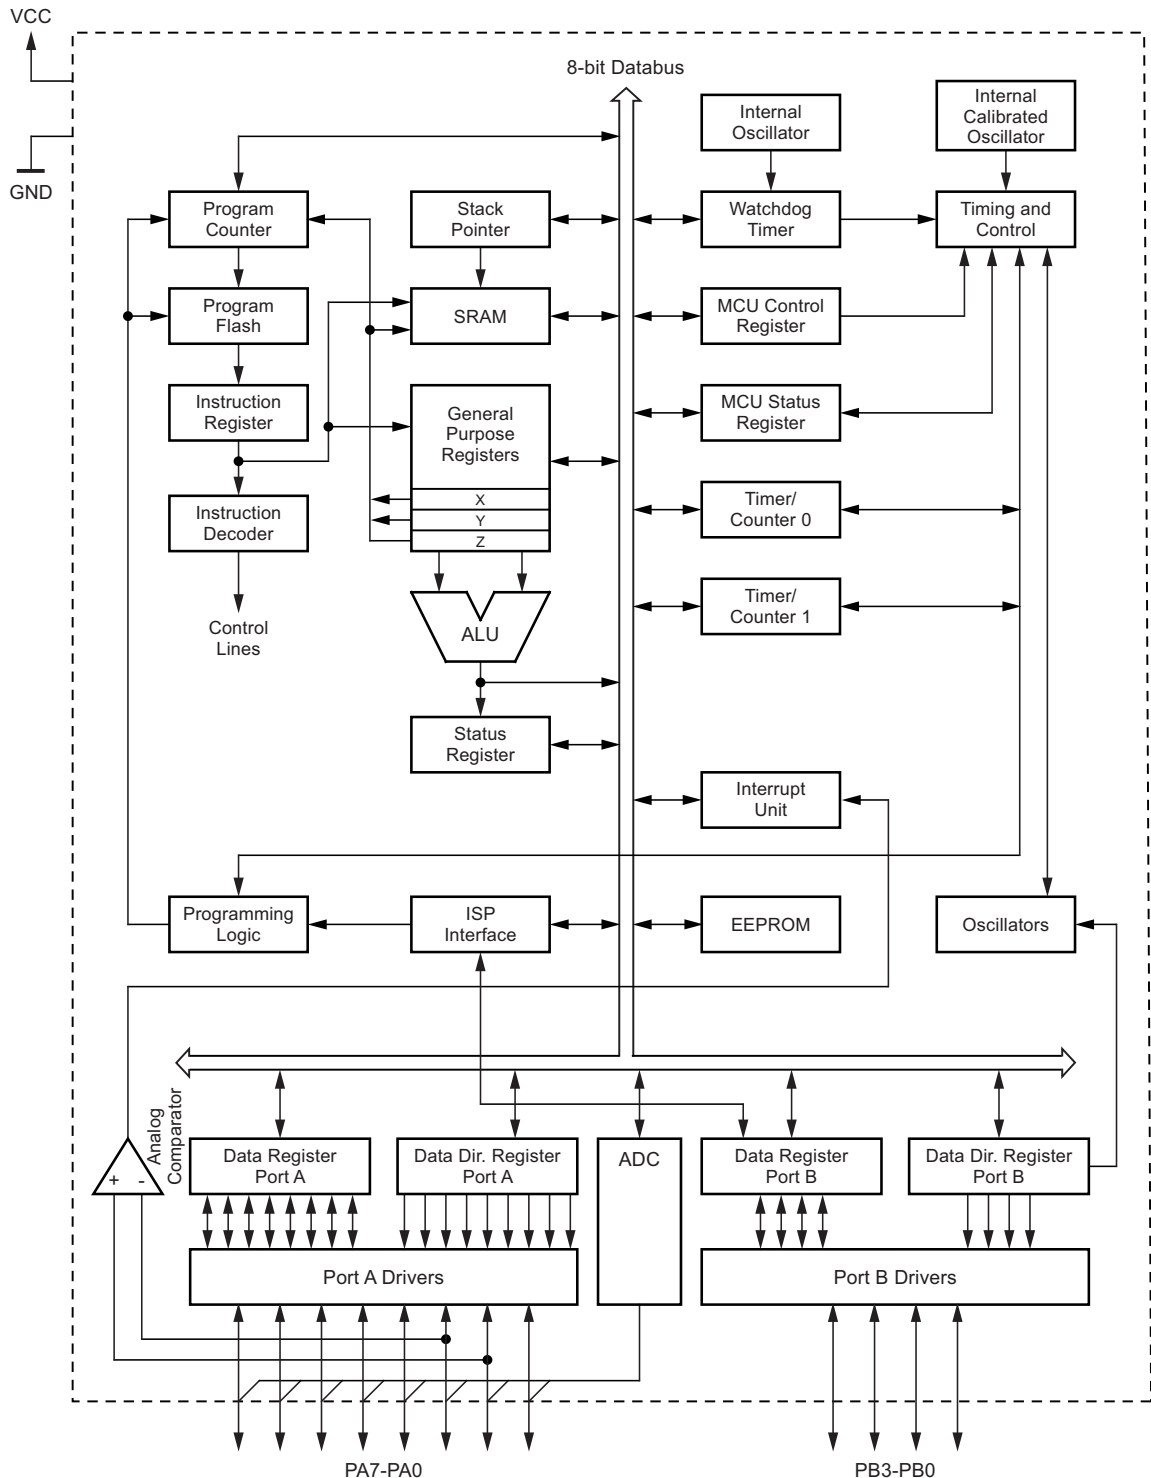 VCC
GND
8-bit Databus
Internal
Oscillator
Internal
Calibrated
Oscillator
Program
Counter
Stack
Pointer
Watchdog
Timer
Timing and
Control
Program
Flash
SRAM
MCU Control
Register
Instruction
Register
General
Purpose
Registers
X
Y
Z
MCU Status
Register
Instruction
Decoder
Timer/
Counter 0
Control
Lines
ALU
Timer/
Counter 1
Status
Register
Interrupt
Unit
Programming
Logic
ISP
Interface
EEPROM
Oscillators
Analog
Comparator
+ -
Data Register
Port A
Data Dir. Register
Port A
ADC
Data Register
Port B
Data Dir. Register
Port B
Port A Drivers
Port B Drivers
PA7-PA0
PB3-PB0